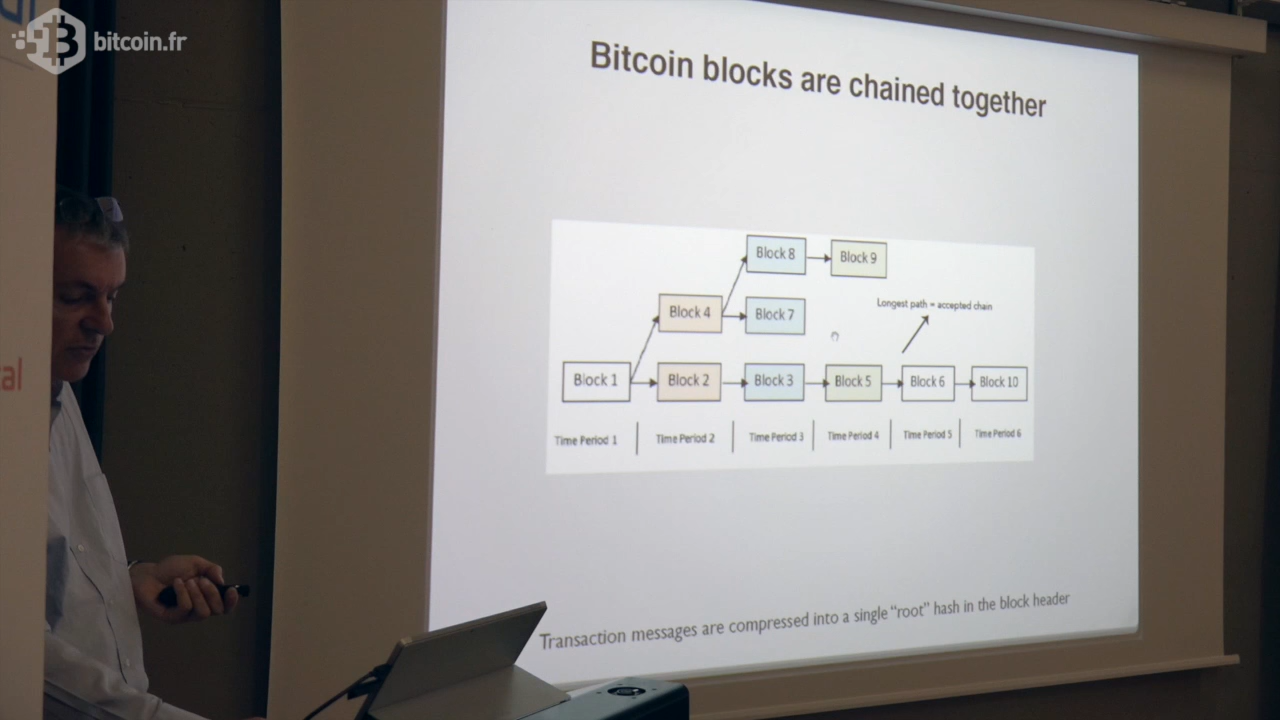 bitcoin.fr
al
Bitcoin blocks are chained together
Block 8
Block 9
Block 4
Block 7
Longest path = accepted chain
Block 1
Block 2
Block 3
Block 5
Block 6
Block 10
Time Period 1
Time Period 2
Time Period 3
Time Period 4
Time Period 5
Time Period 6
Transaction messages are compressed into a single “root” hash in the block header